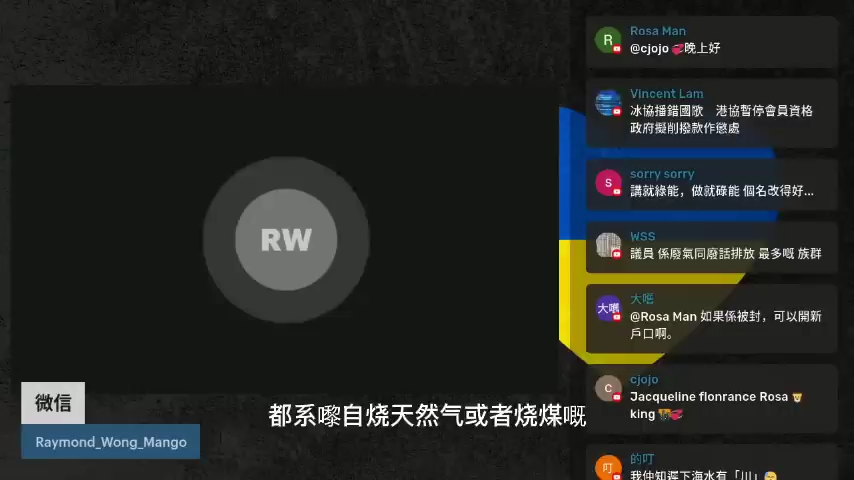 RW
微信
Raymond_Wong_Mango
都系嚟自烧天然气或者烧煤嘅
Rosa Man
@cjojo 💞晚上好
Vincent Lam
冰協播錯國歌　港協暫停會員資格
政府擬削撥款作懲處
sorry sorry
講就綠能，做就碌能 個名改得好...
WSS
議員 係廢氣同廢話排放 最多嘅 族群
@Rosa Man 如果係被封，可以開新
戶口啊。
cjojo
Jacqueline flonrance Rosa
king
的叮
我仲知遲下海水有「川」